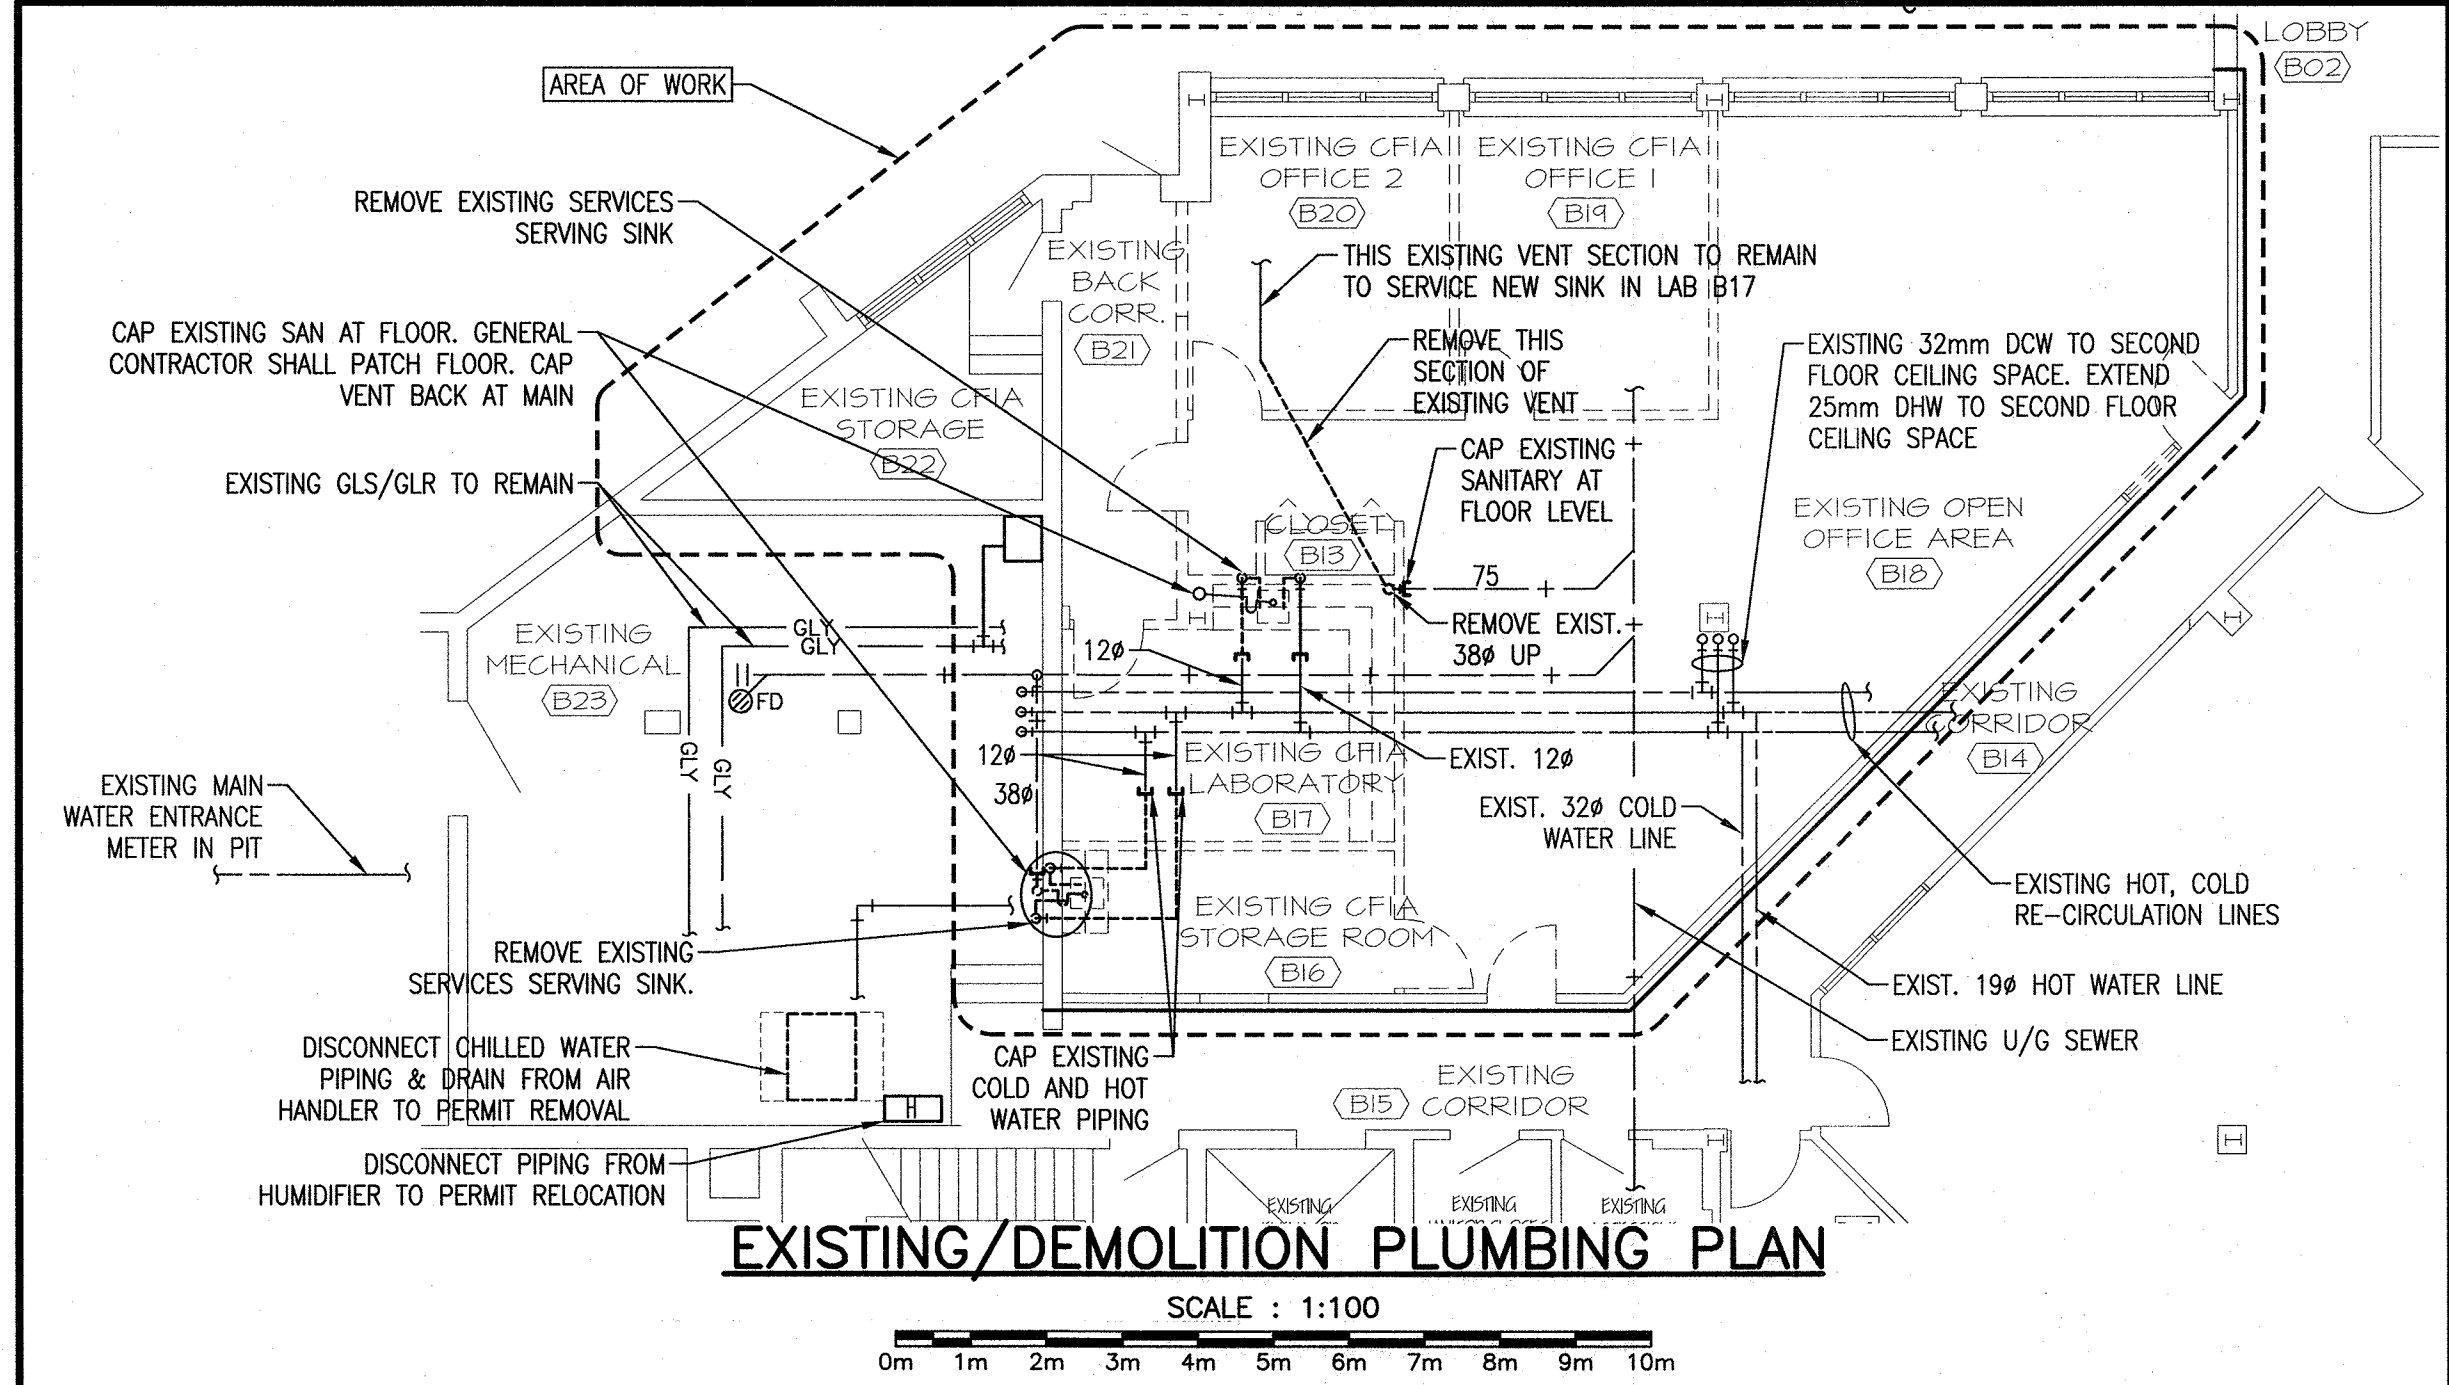 LOBBY
B02
AREA OF WORK
EXISTING CFIA
OFFICE 2
B20
EXISTING CFIA
OFFICE 1
B19
REMOVE EXISTING SERVICES
SERVING SINK
EXISTING
BACK
CORR.
B21
THIS EXISTING VENT SECTION TO REMAIN
TO SERVICE NEW SINK IN LAB B17
CAP EXISTING SAN AT FLOOR. GENERAL
CONTRACTOR SHALL PATCH FLOOR. CAP
VENT BACK AT MAIN
REMOVE THIS
SECTION OF
EXISTING VENT
EXISTING 32mm DCW TO SECOND
FLOOR CEILING SPACE. EXTEND
25mm DHW TO SECOND FLOOR
CEILING SPACE
EXISTING CFIA
STORAGE
B22
CAP EXISTING
SANITARY AT
FLOOR LEVEL
EXISTING GLS/GLR TO REMAIN
CLOSET
B13
EXISTING OPEN
OFFICE AREA
B18
75
EXISTING
MECHANICAL
B23
GLY
GLY
REMOVE EXIST.
38ø UP
12ø
FD
EXISTING
CORRIDOR
B14
GLY
GLY
12ø
38ø
EXISTING CFIA
LABORATORY
B17
EXIST. 12ø
EXISTING MAIN
WATER ENTRANCE
METER IN PIT
EXIST. 32ø COLD
WATER LINE
EXISTING HOT, COLD
RE-CIRCULATION LINES
EXISTING CFIA
STORAGE ROOM
B16
REMOVE EXISTING
SERVICES SERVING SINK.
EXIST. 19ø HOT WATER LINE
EXISTING U/G SEWER
DISCONNECT CHILLED WATER
PIPING & DRAIN FROM AIR
HANDLER TO PERMIT REMOVAL
H
CAP EXISTING
COLD AND HOT
WATER PIPING
B15
EXISTING
CORRIDOR
DISCONNECT PIPING FROM
HUMIDIFIER TO PERMIT RELOCATION
EXISTING
EXISTING
EXISTING
EXISTING/DEMOLITION PLUMBING PLAN
SCALE : 1:100
0m 1m 2m 3m 4m 5m 6m 7m 8m 9m 10m